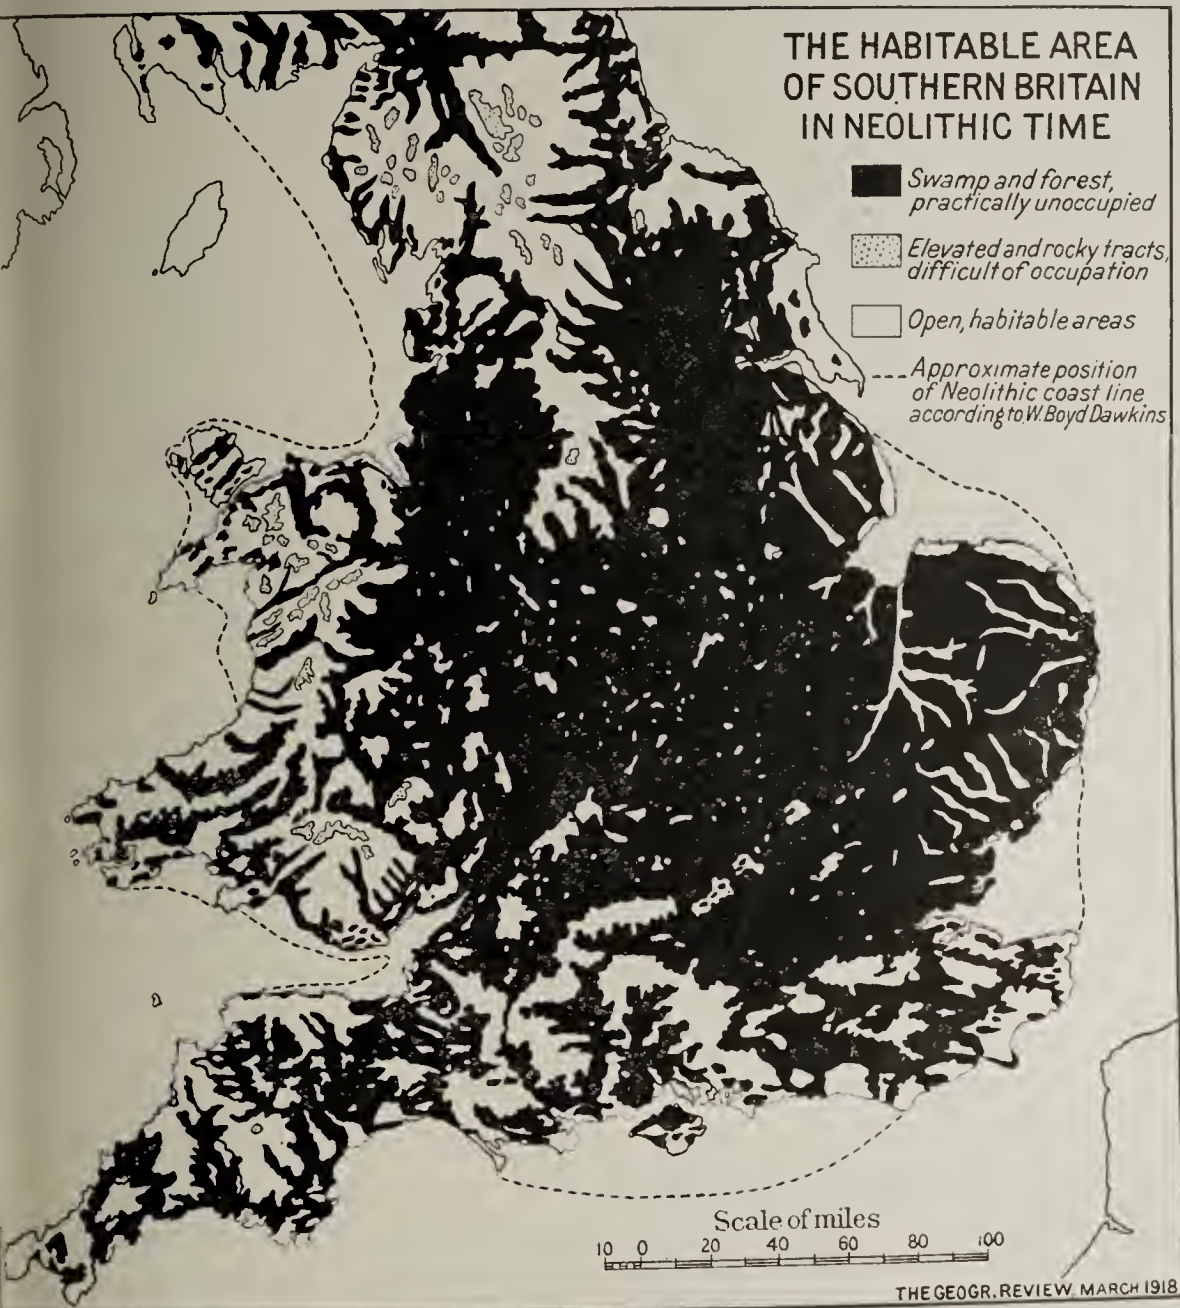 THE HABITABLE AREA
OF SOUTHERN BRITAIN
IN NEOLITHIC TIME
Swamp and forest,
practically unoccupied
Elevated and rocky tracts,
difficult of occupation
Open, habitable areas
Approximate position
of Neolithic coast line
according to W. Boyd Dawkins
Scale of miles
10 0 20 40 60 80 100
THE GEOGR. REVIEW, MARCH 1918